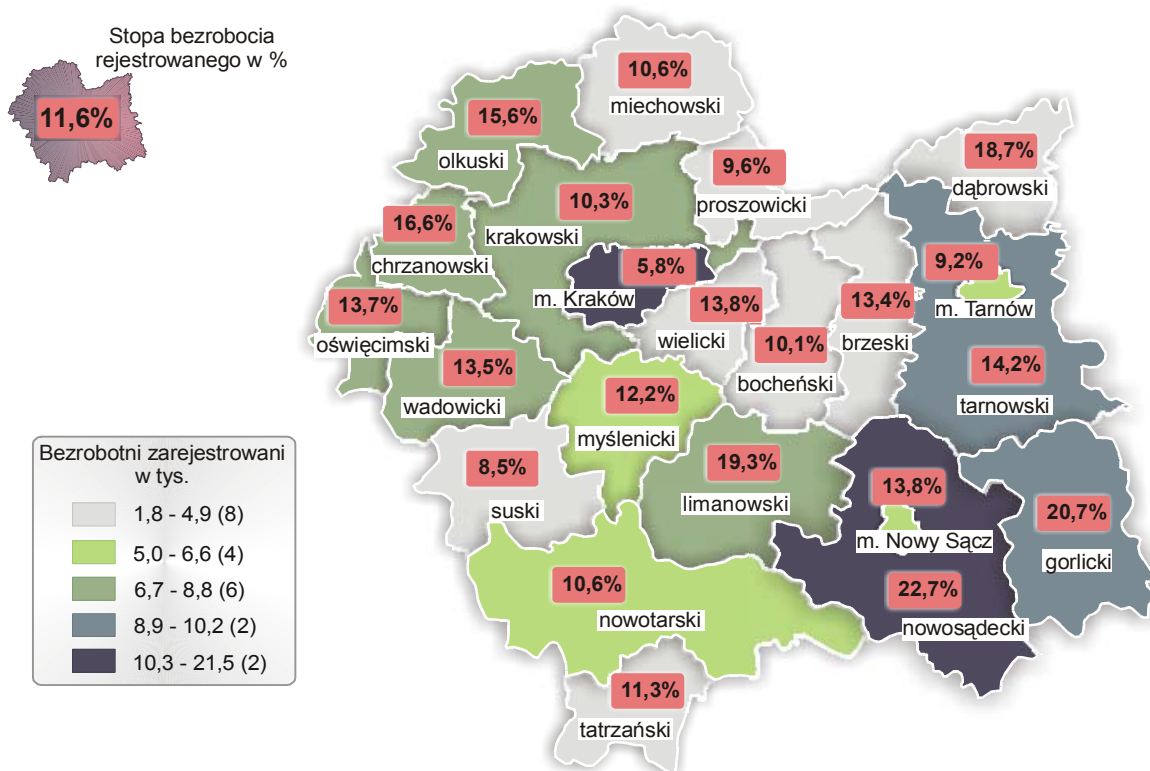 Stopa bezrobocia
rejestrowanego w %
11,6%
10,6%
miechowski
15,6%
olkuski
18,7%
dąbrowski
9,6%
proszowicki
10,3%
krakowski
16,6%
chrzanowski
5,8%
m. Kraków
9,2%
m. Tarnów
13,7%
oświęcimski
13,8%
wielicki
13,4%
brzeski
10,1%
bocheński
13,5%
wadowicki
14,2%
tarnowski
12,2%
myślenicki
8,5%
suski
19,3%
limanowski
13,8%
m. Nowy Sącz
20,7%
gorlicki
10,6%
nowotarski
22,7%
nowosądecki
11,3%
tatrzański
Bezrobotni zarejestrowani
w tys.
1,8 - 4,9 (8)
5,0 - 6,6 (4)
6,7 - 8,8 (6)
8,9 - 10,2 (2)
10,3 - 21,5 (2)